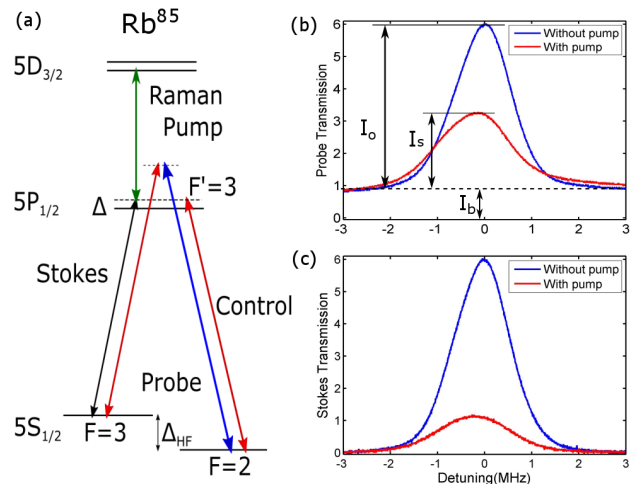 (a)
Rb⁸⁵
5D₃/₂
Raman
Pump
5P₁/₂
Δ
F'=3
Stokes
Control
Probe
5S₁/₂
F=3
Δ_HF
F=2
(b)
Without pump
With pump
Probe Transmission
6
5
4
3
2
1
0
Iₒ
Iₛ
I_b
-3 -2 -1 0 1 2 3
(c)
Without pump
With pump
Stokes Transmission
6
5
4
3
2
1
0
-3 -2 -1 0 1 2 3
Detuning(MHz)